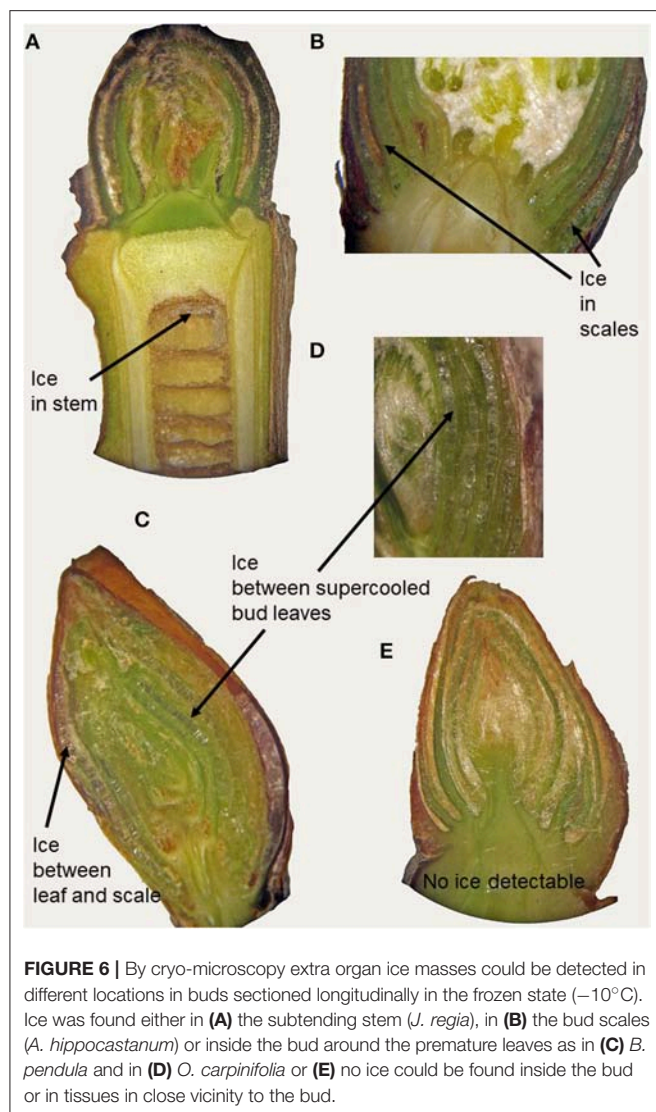 A
B
Ice
in
scales
D
Ice
in stem
C
Ice
between supercooled
bud leaves
E
Ice
between
leaf and scale
No ice detectable
FIGURE 6 | By cryo-microscopy extra organ ice masses could be detected in
different locations in buds sectioned longitudinally in the frozen state (−10°C).
Ice was found either in (A) the subtending stem (J. regia), in (B) the bud scales
(A. hippocastanum) or inside the bud around the premature leaves as in (C) B.
pendula and in (D) O. carpinifolia or (E) no ice could be found inside the bud
or in tissues in close vicinity to the bud.